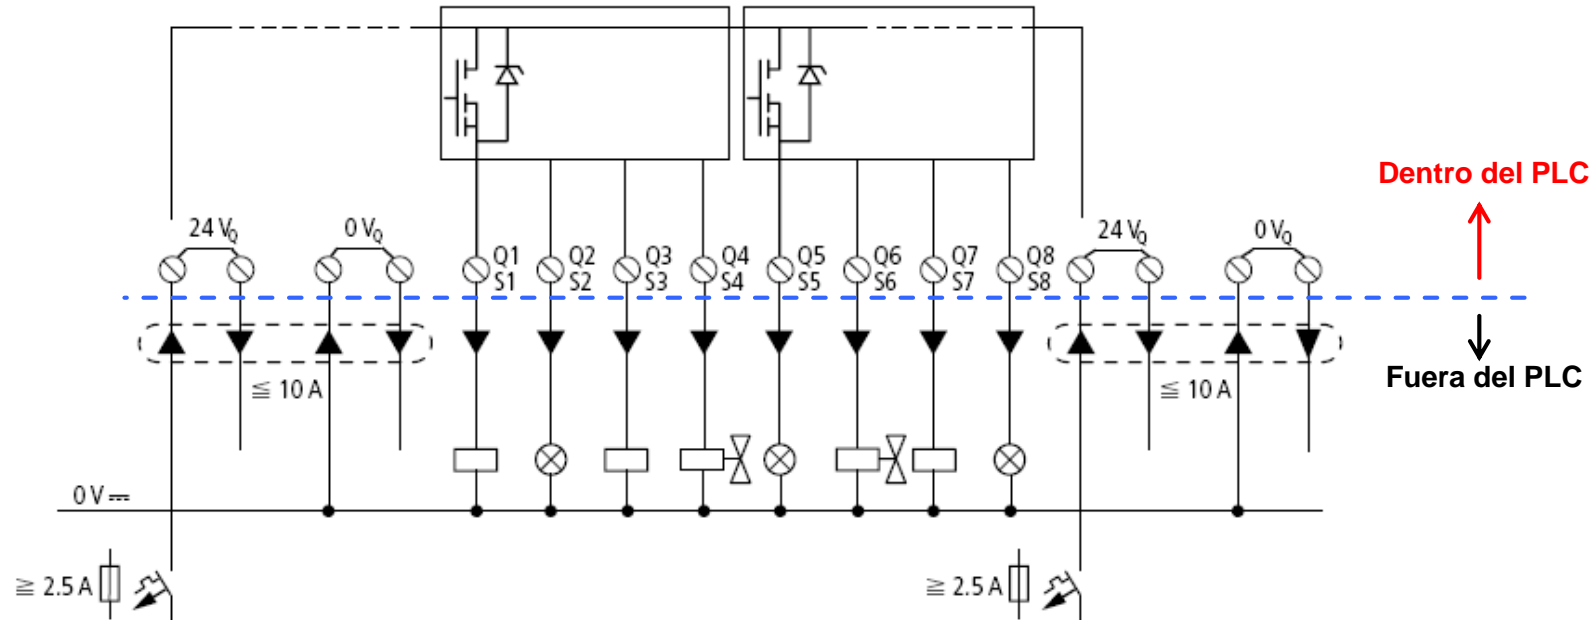 Dentro del PLC
24 VQ
0 VQ
Q1
S1
Q2
S2
Q3
S3
Q4
S4
Q5
S5
Q6
S6
Q7
S7
Q8
S8
24 VQ
0 VQ
≦ 10 A
≦ 10 A
Fuera del PLC
0 V ⎓
≧ 2.5 A
≧ 2.5 A